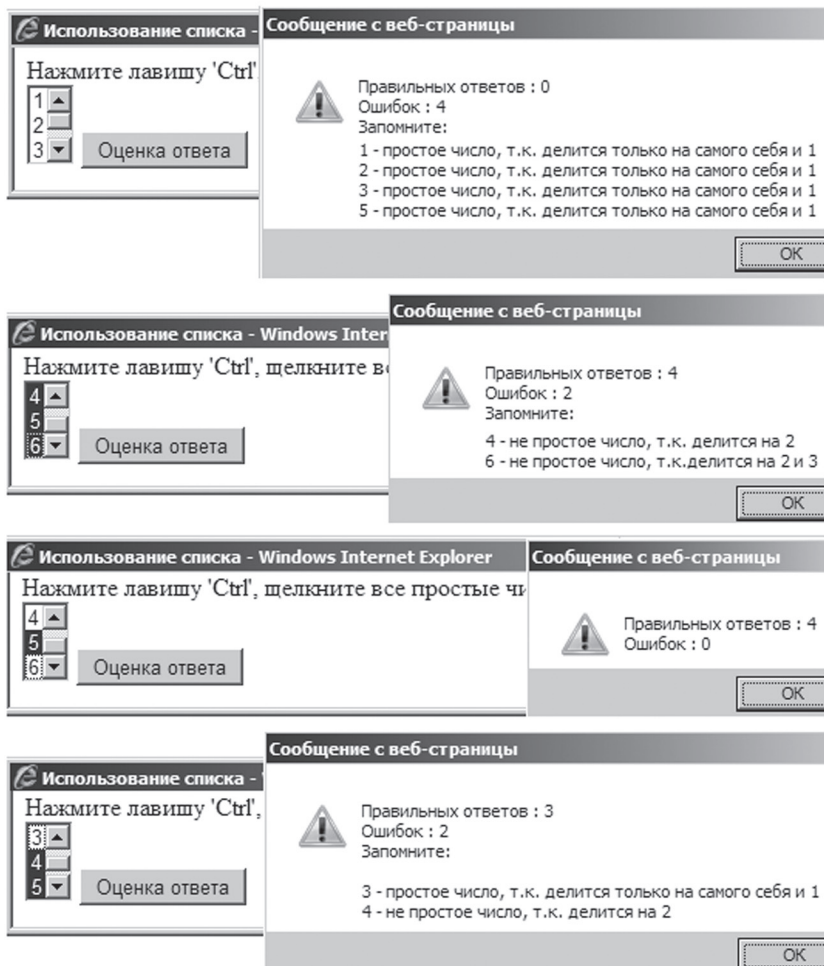 Использование списка -
Нажмите лавишу 'Ctrl'
1
2
3
Оценка ответа
Сообщение с веб-страницы
Правильных ответов : 0
Ошибок : 4
Запомните:
1 - простое число, т.к. делится только на самого себя и 1
2 - простое число, т.к. делится только на самого себя и 1
3 - простое число, т.к. делится только на самого себя и 1
5 - простое число, т.к. делится только на самого себя и 1
OK
Использование списка - Windows Inter
Нажмите лавишу 'Ctrl', щелкните в
4
5
6
Оценка ответа
Сообщение с веб-страницы
Правильных ответов : 4
Ошибок : 2
Запомните:
4 - не простое число, т.к. делится на 2
6 - не простое число, т.к.делится на 2 и 3
OK
Использование списка - Windows Internet Explorer
Нажмите лавишу 'Ctrl', щелкните все простые чи
4
5
6
Оценка ответа
Сообщение с веб-страницы
Правильных ответов : 4
Ошибок : 0
OK
Использование списка -
Нажмите лавишу 'Ctrl',
3
4
5
Оценка ответа
Сообщение с веб-страницы
Правильных ответов : 3
Ошибок : 2
Запомните:
3 - простое число, т.к. делится только на самого себя и 1
4 - не простое число, т.к. делится на 2
OK